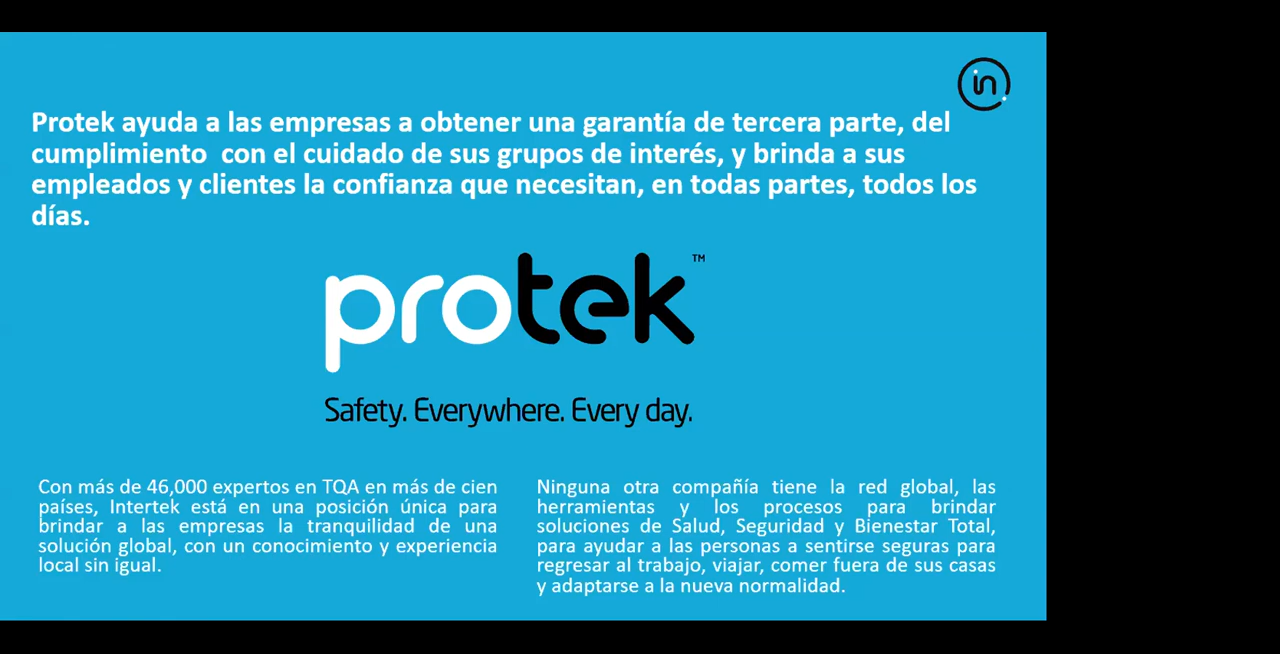 in
Protek ayuda a las empresas a obtener una garantía de tercera parte, del
cumplimiento  con el cuidado de sus grupos de interés, y brinda a sus
empleados y clientes la confianza que necesitan, en todas partes, todos los
días.
protek™
Safety. Everywhere. Every day.
Con más de 46,000 expertos en TQA en más de cien
países, Intertek está en una posición única para
brindar a las empresas la tranquilidad de una
solución global, con un conocimiento y experiencia
local sin igual.
Ninguna otra compañía tiene la red global, las
herramientas y los procesos para brindar
soluciones de Salud, Seguridad y Bienestar Total,
para ayudar a las personas a sentirse seguras para
regresar al trabajo, viajar, comer fuera de sus casas
y adaptarse a la nueva normalidad.